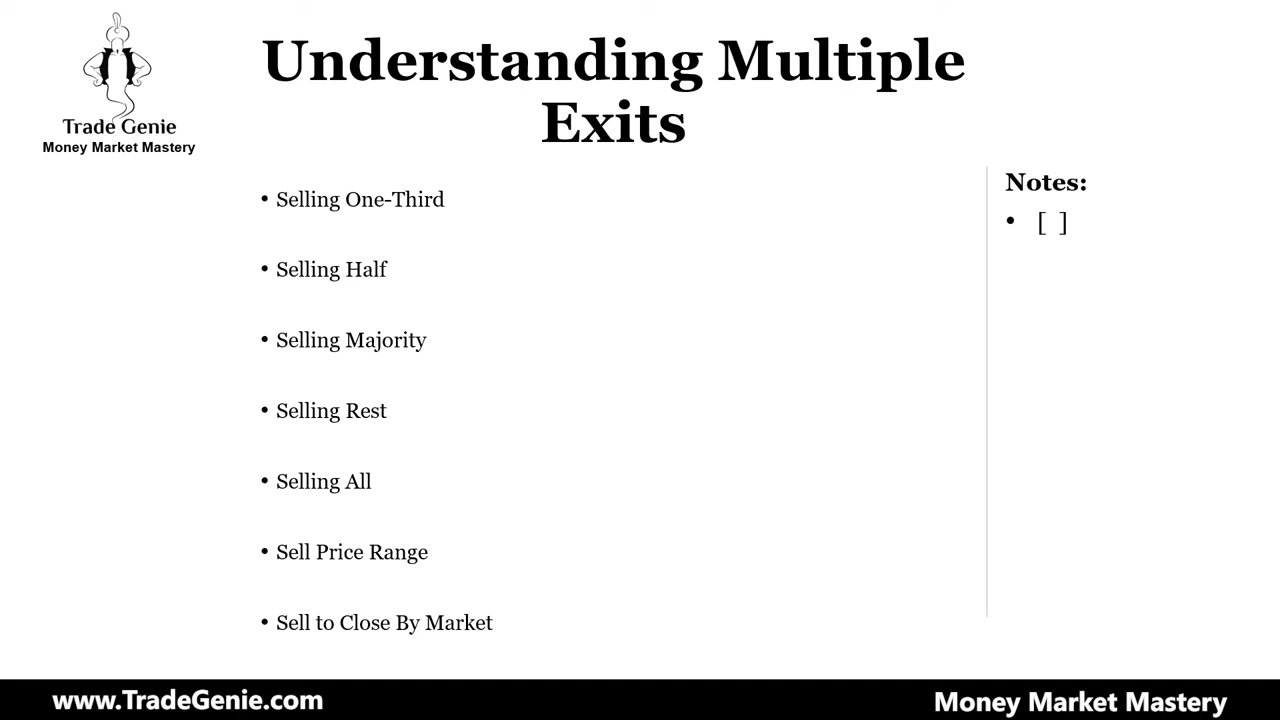 Trade Genie
Money Market Mastery
Understanding Multiple
Exits
• Selling One-Third
• Selling Half
• Selling Majority
• Selling Rest
• Selling All
• Sell Price Range
• Sell to Close By Market
Notes:
• [ ]
www.TradeGenie.com
Money Market Mastery